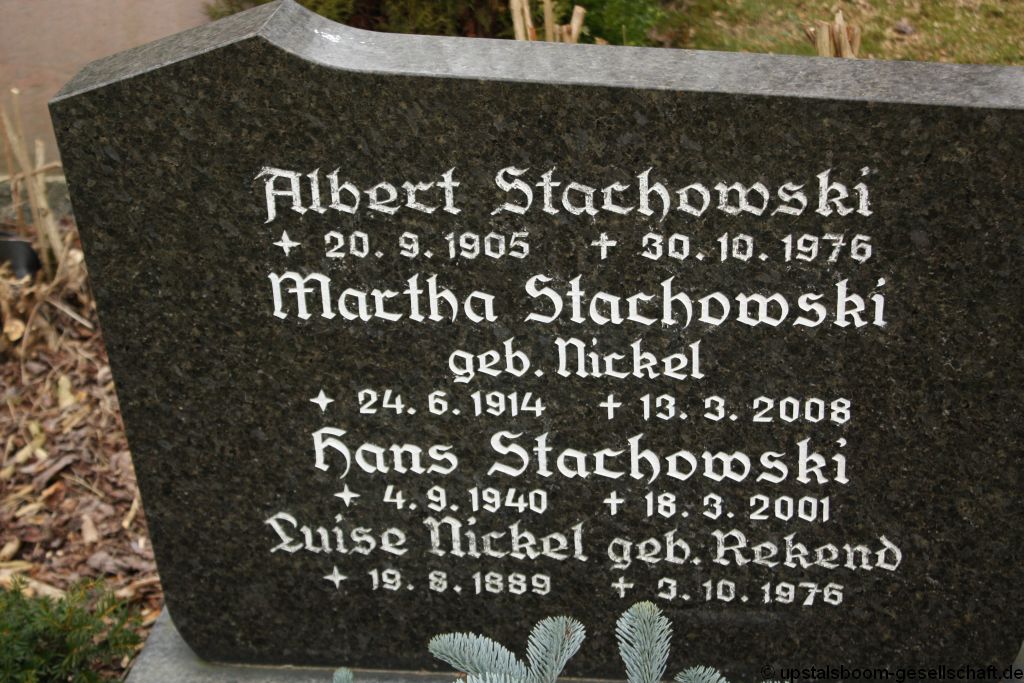 Albert Stachowski
✦ 20. 9. 1905 ✝ 30. 10. 1976
Martha Stachowski
geb. Nickel
✦ 24. 6. 1914 ✝ 13. 3. 2008
Hans Stachowski
✦ 4. 9. 1940 ✝ 18. 3. 2001
Luise Nickel geb. Rekend
✦ 19. 8. 1889 ✝ 3. 10. 1976
© upstalsboom-gesellschaft.de